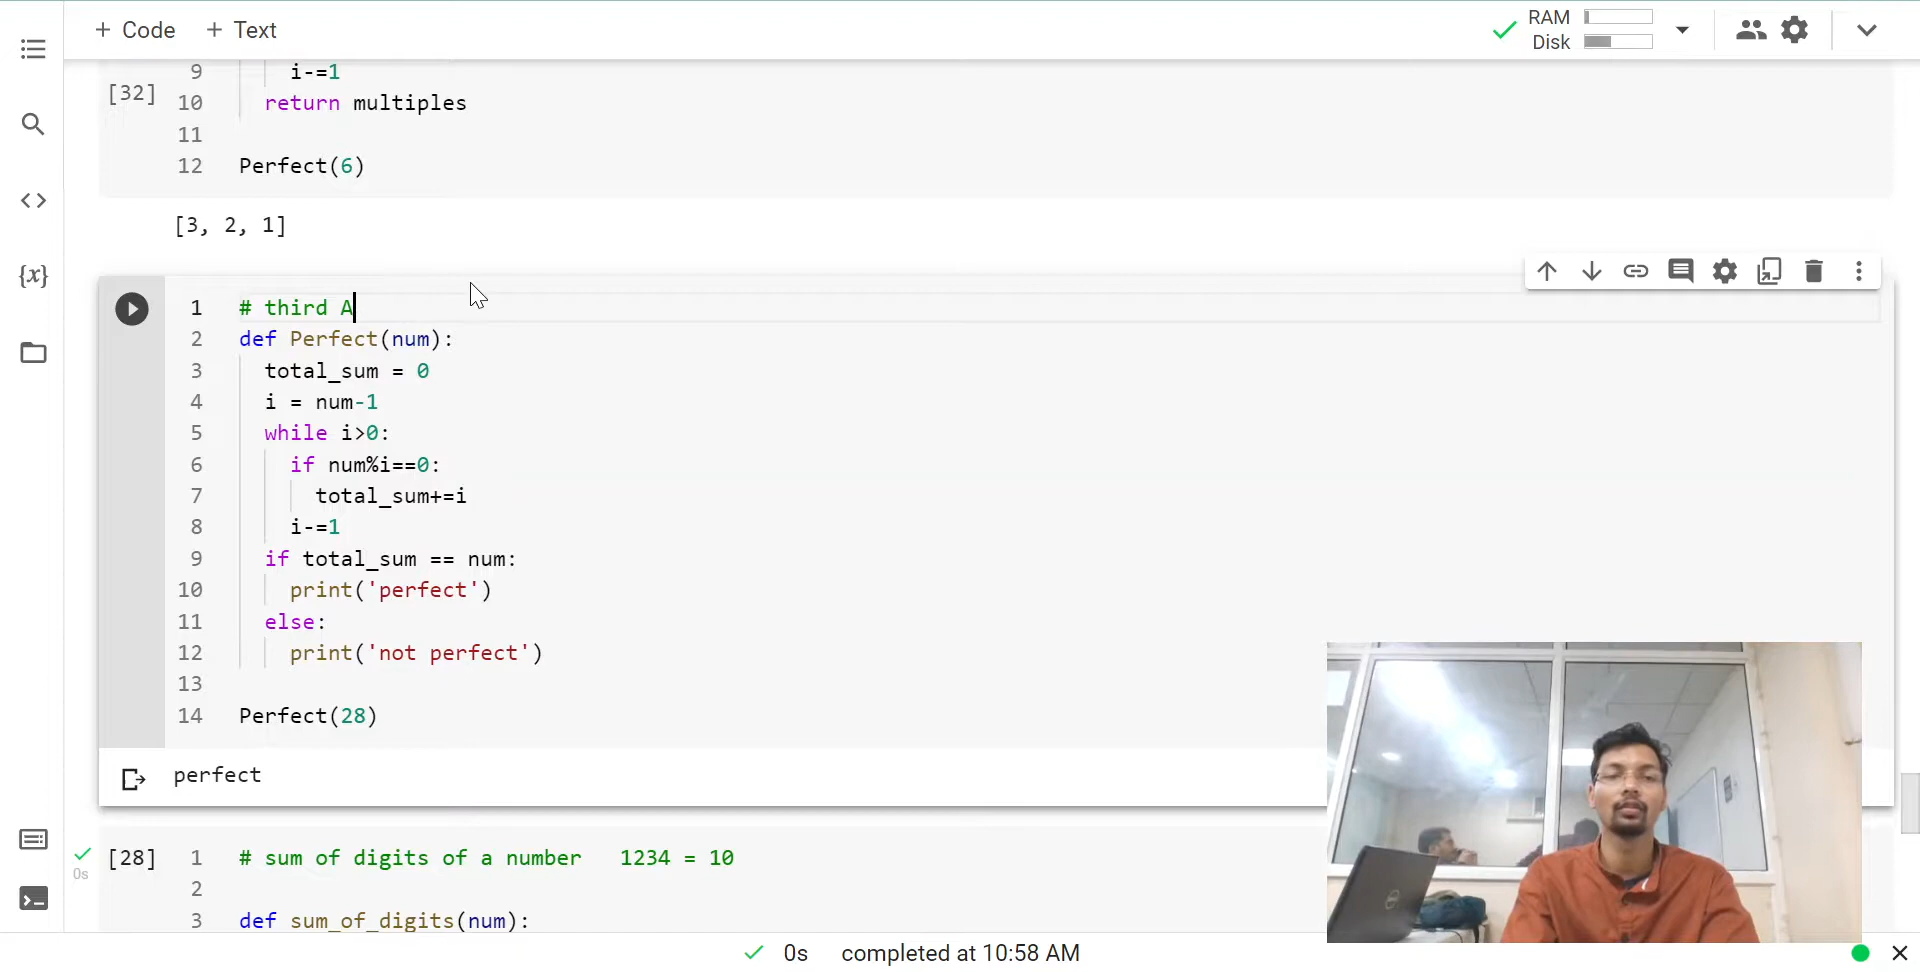 + Code + Text
RAM
Disk
9 i-=1
[32] 10 return multiples
11
12 Perfect(6)
[3, 2, 1]
1 # third A
2 def Perfect(num):
3 total_sum = 0
4 i = num-1
5 while i>0:
6 if num%i==0:
7 total_sum+=i
8 i-=1
9 if total_sum == num:
10 print('perfect')
11 else:
12 print('not perfect')
13
14 Perfect(28)
perfect
[28] 1 # sum of digits of a number 1234 = 10
0s
2
3 def sum_of_digits(num):
0s completed at 10:58 AM